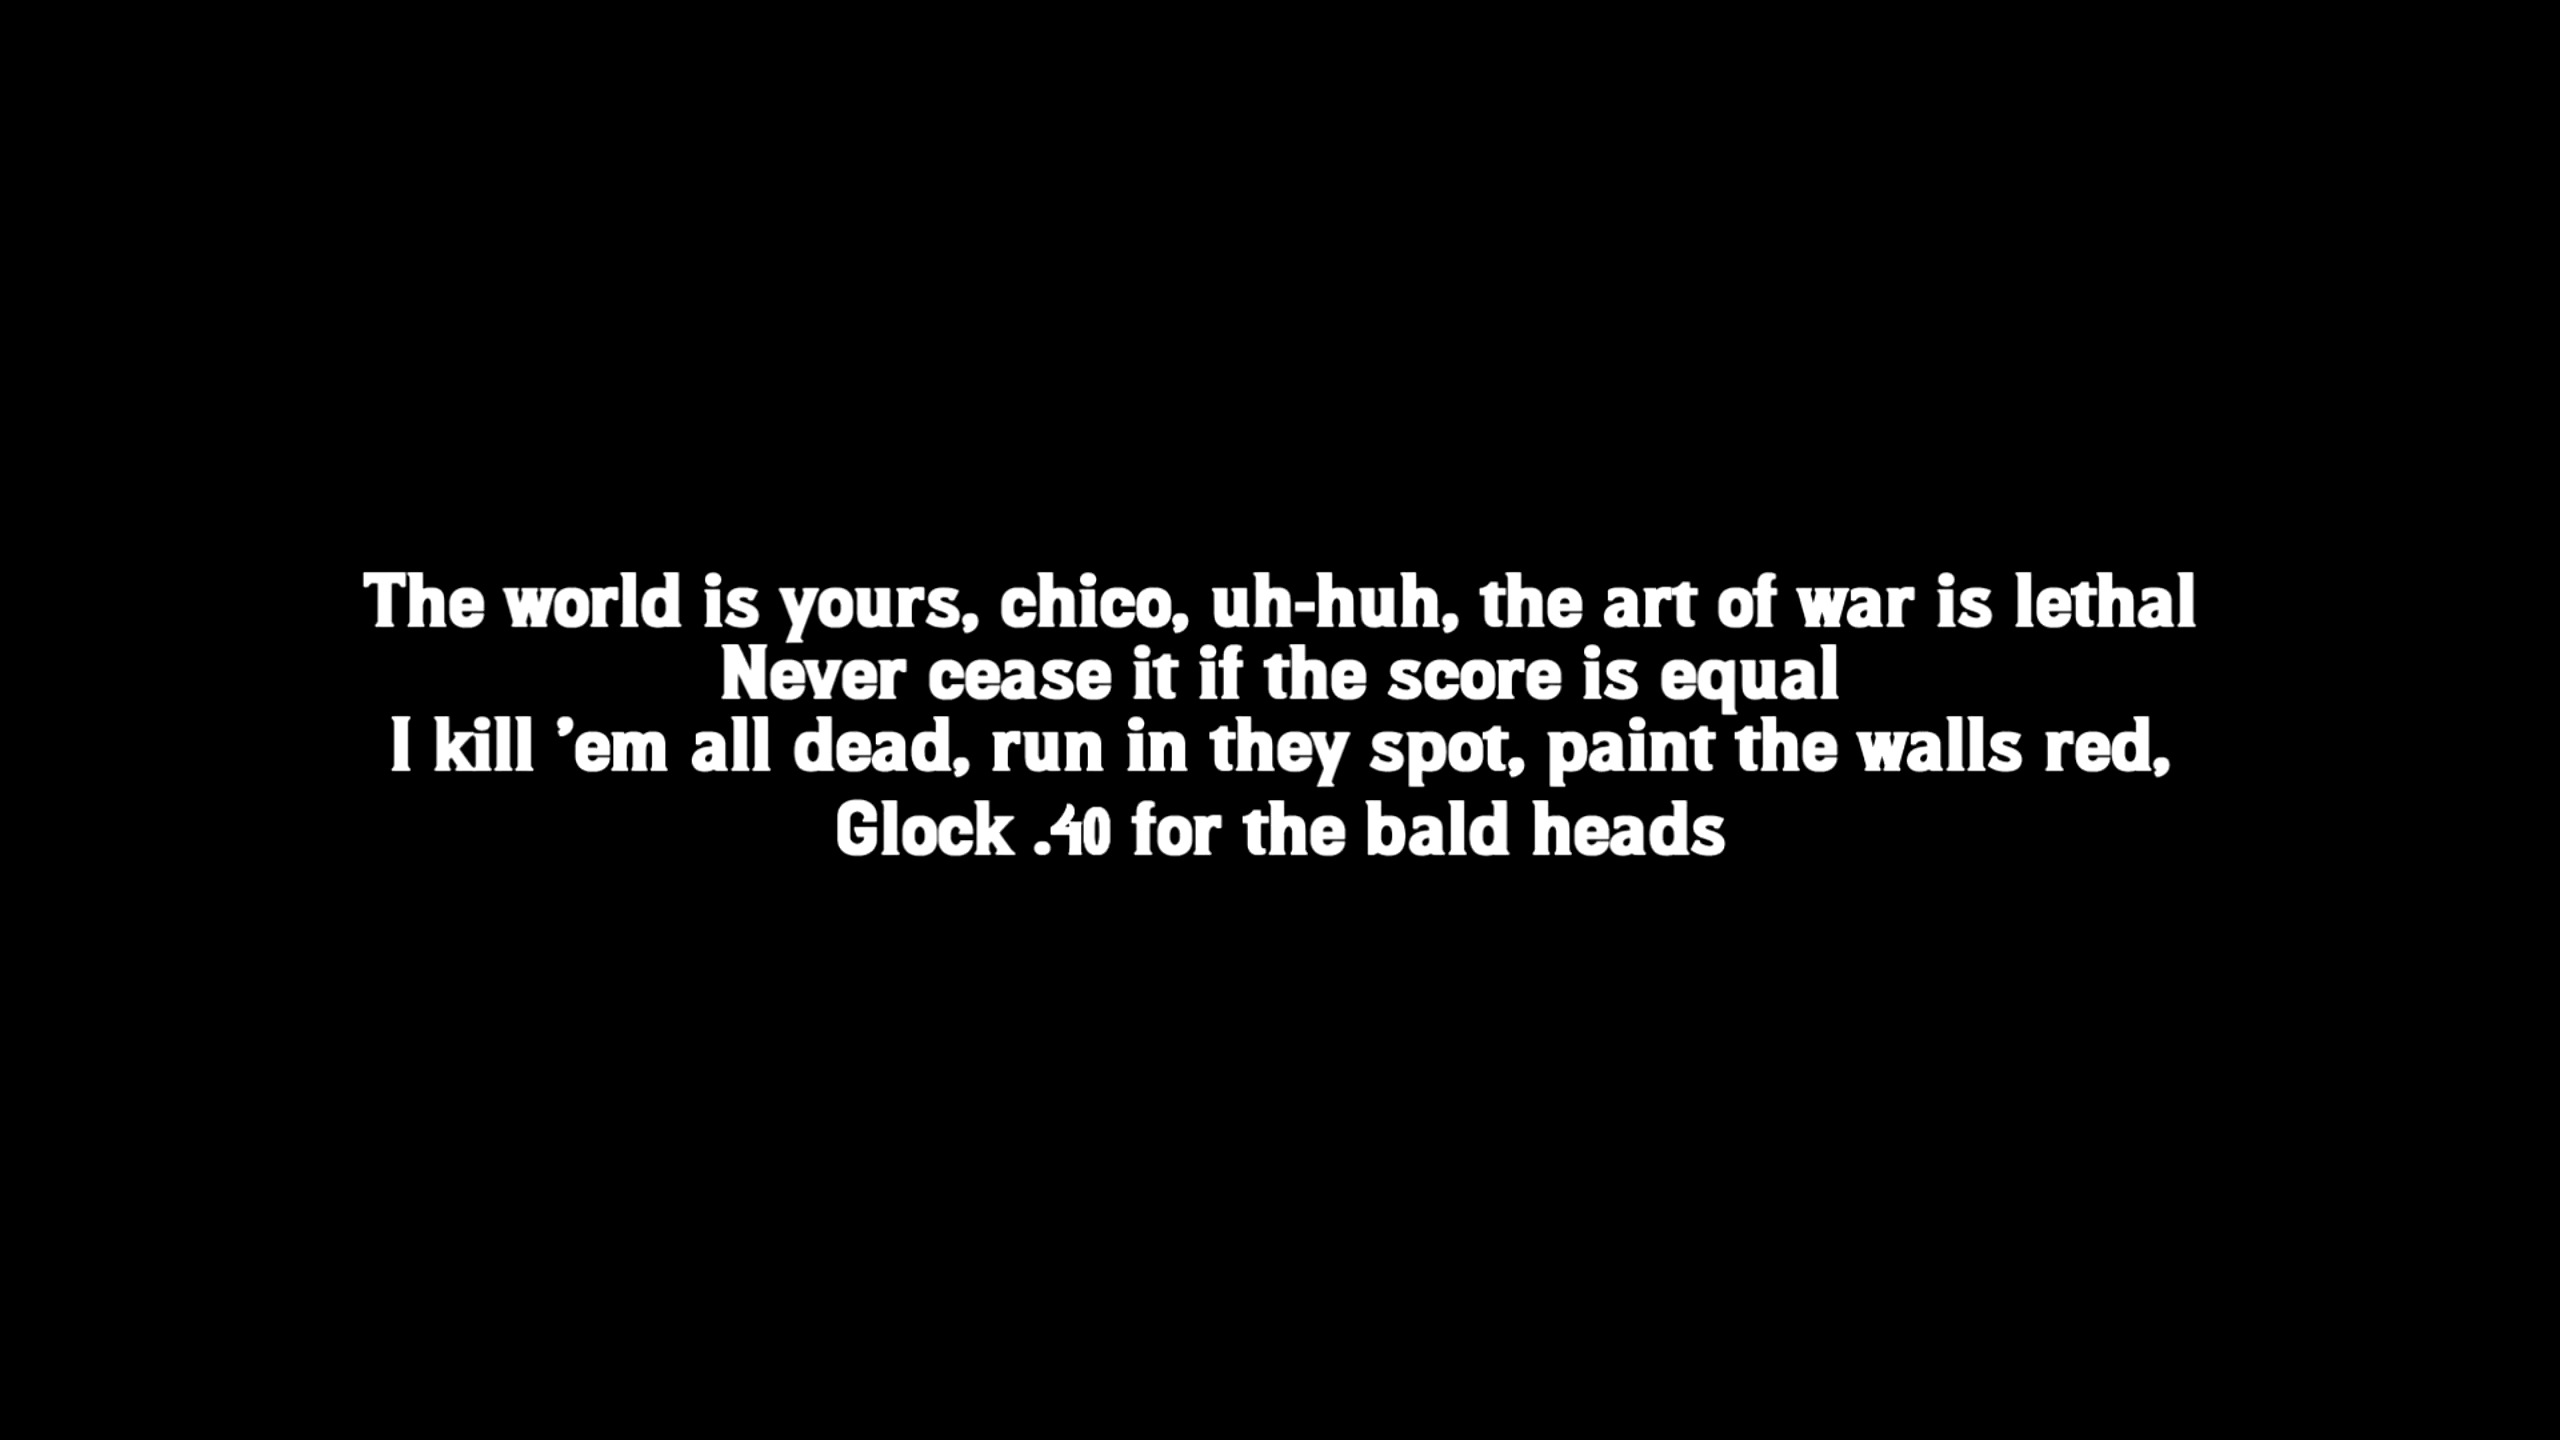 The world is yours, chico, uh-huh, the art of war is lethal
Never cease it if the score is equal
I kill ’em all dead, run in they spot, paint the walls red,
Glock .40 for the bald heads